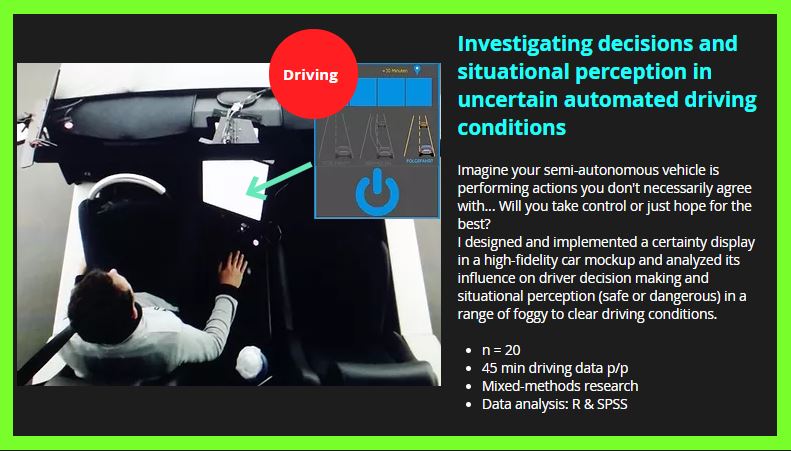 Driving
+30 Minuten
FOLGEFAHRT
Investigating decisions and
situational perception in
uncertain automated driving
conditions
Imagine your semi-autonomous vehicle is
performing actions you don't necessarily agree
with... Will you take control or just hope for the
best?
I designed and implemented a certainty display
in a high-fidelity car mockup and analyzed its
influence on driver decision making and
situational perception (safe or dangerous) in a
range of foggy to clear driving conditions.
• n = 20
• 45 min driving data p/p
• Mixed-methods research
• Data analysis: R & SPSS